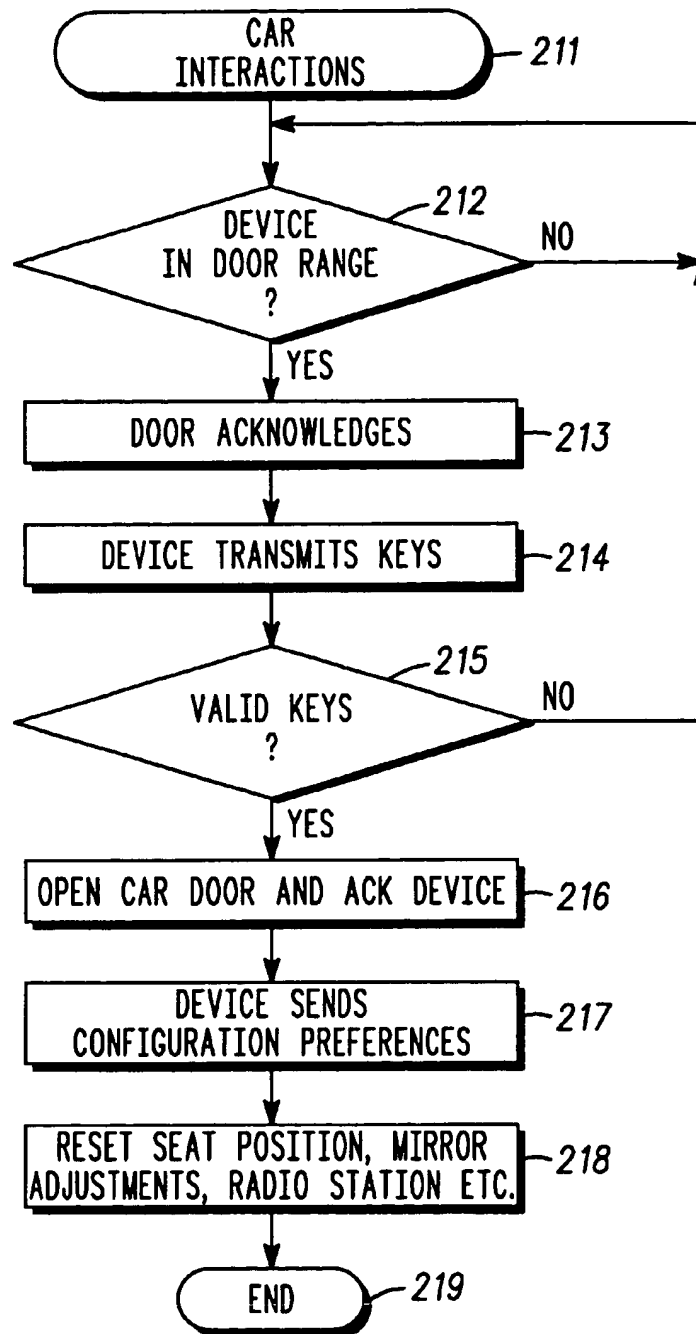 CAR
INTERACTIONS
211
212
DEVICE
IN DOOR RANGE
?
NO
YES
DOOR ACKNOWLEDGES
213
DEVICE TRANSMITS KEYS
214
215
VALID KEYS
?
NO
YES
OPEN CAR DOOR AND ACK DEVICE
216
DEVICE SENDS
CONFIGURATION PREFERENCES
217
RESET SEAT POSITION, MIRROR
ADJUSTMENTS, RADIO STATION ETC.
218
END
219